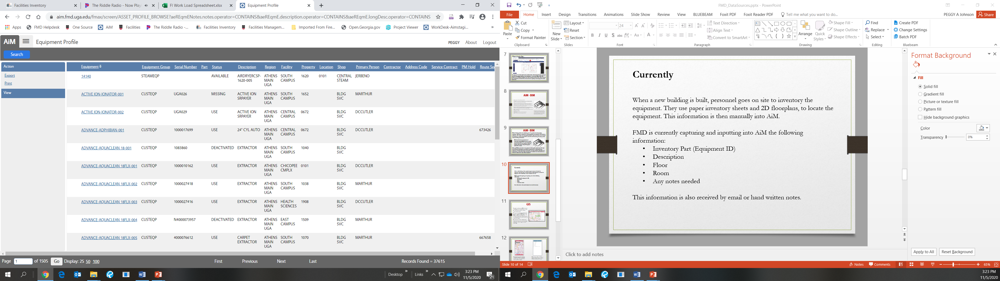 Facilities Inventory
The Riddle Radio - Now Play
FI Work Load Spreadsheet.xlsx
Equipment Profile
aim.fmd.uga.edu/fmax/screen/ASSET_PROFILE_BROWSE?aeREqmENotes.notes.operator=CONTAINS&aeREqmE.description.operator=CONTAINS&aeREqmE.longDesc.operator=CONTAINS
Apps FMD Helpdesk One Source AiM Facilities The Riddle Radio -... Facilities Inventory Facilities Managem... Imported From Fire... Open.Georgia.gov Project Viewer WorkDesk-Aimstagi... »
AiM Equipment Profile PEGGY About Logout
Search
Action
Export
Print
View
Equipment Equipment Group Serial Number Part Status Description Region Facility Property Location Shop Primary Person Contractor Address Code Service Contract PM Hold Route Sec
14140 STEAMEQP AVAILABLE AIRDRYERCSP- ATHENS SOUTH 1620 0101 CENTRAL JERBENO
1620-005 MAIN CAMPUS STEAM
UGA
ACTIVE ION-IONATOR-001 CUSTEQP UGA026 MISSING ACTIVE ION ATHENS SOUTH 1652 BLDG MARTHUR
SRPAYER MAIN CAMPUS SVC
UGA
ACTIVE ION-IONATOR-002 CUSTEQP UGA029 USE ACTIVE ION ATHENS CENTRAL 0672 BLDG DCCUTLER
SRPAYER MAIN CAMPUS SVC
UGA
ADVANCE-ADPHIBIAN-001 CUSTEQP 1000017699 USE 24" CYL AUTO ATHENS CENTRAL 0672 BLDG DCCUTLER 673426
MAIN CAMPUS SVC
UGA
ADVANCE-AQUACLEAN 18-001 CUSTEQP 1083860 DEACTIVATED EXTRACTOR ATHENS SOUTH 1040 BLDG
MAIN CAMPUS SVC
UGA
ADVANCE-AQUACLEAN 18FLX-001 CUSTEQP 1000010162 USE EXTRACTOR ATHENS CHICOPEE 0101 BLDG DCCUTLER
MAIN CMPLX SVC
UGA
ADVANCE-AQUACLEAN 18FLX-002 CUSTEQP 1000027418 USE EXTRACTOR ATHENS SOUTH 1038 BLDG MARTHUR
MAIN CAMPUS SVC
UGA
ADVANCE-AQUACLEAN 18FLX-003 CUSTEQP 1000027416 USE EXTRACTOR ATHENS HEALTH 1908 BLDG DCCUTLER
MAIN SCIENCES SVC
UGA
ADVANCE-AQUACLEAN 18FLX-004 CUSTEQP N4000073957 DEACTIVATED EXTRACTOR ATHENS EAST 1509 BLDG MARTHUR
MAIN CAMPUS SVC
UGA
ADVANCE-AQUACLEAN 18FLX-005 CUSTEQP 4000076612 USE CARPET ATHENS SOUTH 1070 BLDG MARTHUR 667658
EXTRACTOR MAIN CAMPUS SVC
UGA
Page 1 of 1505 Go Display: 25 50 100 First Previous Next Last Records Found = 37615
Desktop » Links » 3:23 PM
11/5/2020 21
FMD_DataSources.pptx - PowerPoint
File Home Insert Design Transitions Animations Slide Show Review View BLUEBEAM Foxit PDF Foxit Reader PDF Tell me what you want to do... PEGGY A JOHNSON Share
Paste
Cut
Copy
Format Painter
Clipboard
New
Slide
Layout
Reset
Section
Slides
24
B I U S abc AV Aa A
Font
Text Direction
Align Text
Convert to SmartArt
Paragraph
Arrange
Quick
Styles
Shape Fill
Shape Outline
Shape Effects
Drawing
Find
Replace
Select
Editing
Create PDF
Change Settings
Batch PDF
Bluebeam
7
8
AiM - BIM
9
AiM - BIM
10
11
GIS
12
Currently
When a new building is built, personnel goes on site to inventory the
equipment. They use paper inventory sheets and 2D floorplans, to locate the
equipment. This information is then manually into AiM.
FMD is currently capturing and inputting into AiM the following
information:
• Inventory Part (Equipment ID)
• Description
• Floor
• Room
• Any notes needed
This information is also received by email or hand written notes.
Click to add notes
Format Background
Fill
Solid fill
Gradient fill
Picture or texture fill
Pattern fill
Hide background graphics
Color
Transparency 0%
Apply to All Reset Background
Slide 10 of 14 Notes Comments 65%
3:23 PM
11/5/2020